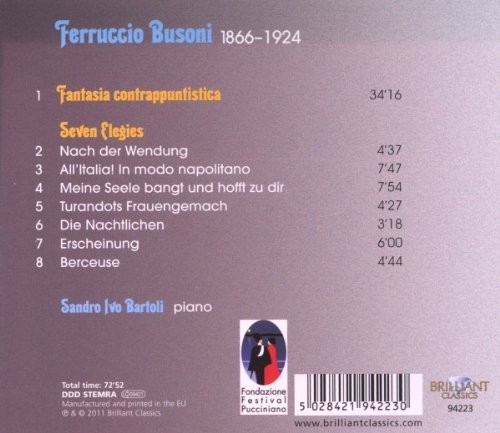 Ferruccio Busoni 1866–1924
1 Fantasia contrappuntistica 34'16
Seven Elegies
2 Nach der Wendung 4'37
3 All'Italia! In modo napolitano 7'47
4 Meine Seele bangt und hofft zu dir 7'54
5 Turandots Frauengemach 4'27
6 Die Nachtlichen 3'18
7 Erscheinung 6'00
8 Berceuse 4'44
Sandro Ivo Bartoli piano
Fondazione
Festival
Pucciniano
Total time: 72'52
DDD STEMRA
Manufactured and printed in the EU
℗ & © 2011 Brilliant Classics
5 028421 942230
www.brilliantclassics.com
BRILLIANT
CLASSICS
94223